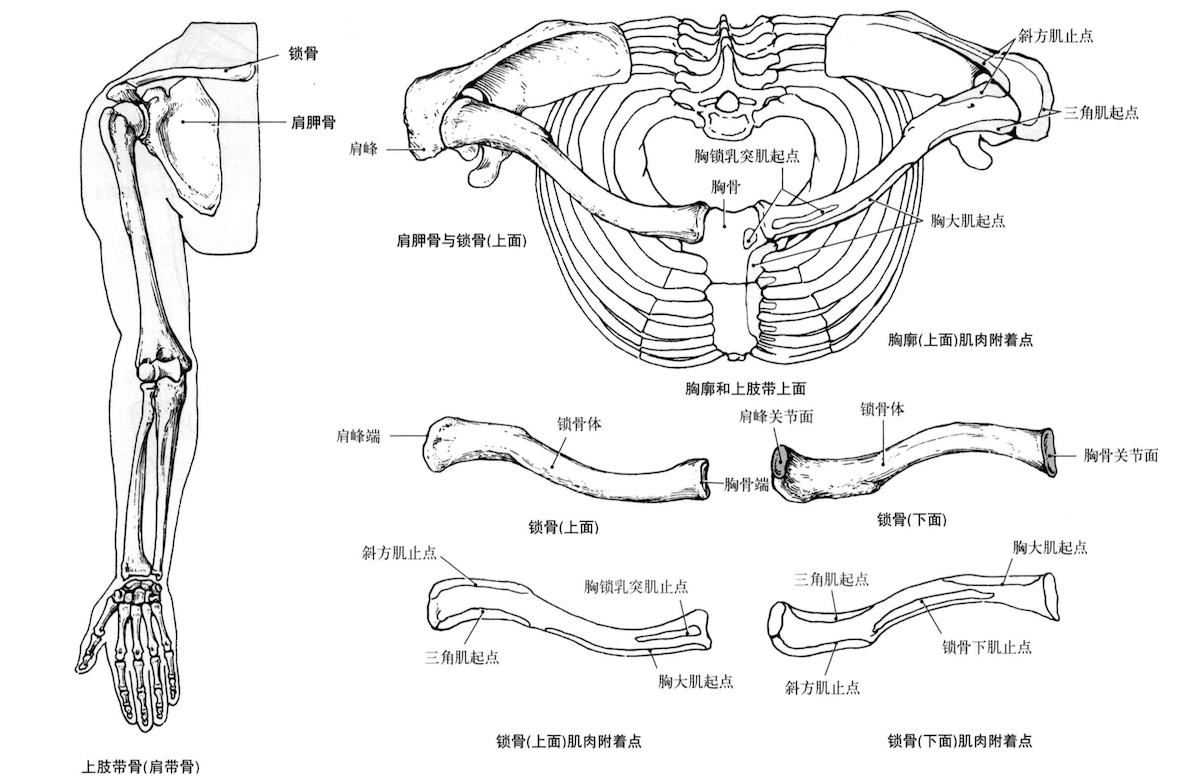 锁骨
肩胛骨
上肢带骨(肩带骨)
斜方肌止点
三角肌起点
肩峰
胸锁乳突肌起点
胸骨
胸大肌起点
肩胛骨与锁骨(上面)
胸廓(上面)肌肉附着点
胸廓和上肢带上面
肩峰端
锁骨体
胸骨端
锁骨(上面)
肩峰关节面
锁骨体
胸骨关节面
锁骨(下面)
斜方肌止点
胸锁乳突肌止点
三角肌起点
胸大肌起点
锁骨(上面)肌肉附着点
胸大肌起点
三角肌起点
锁骨下肌止点
斜方肌止点
锁骨(下面)肌肉附着点